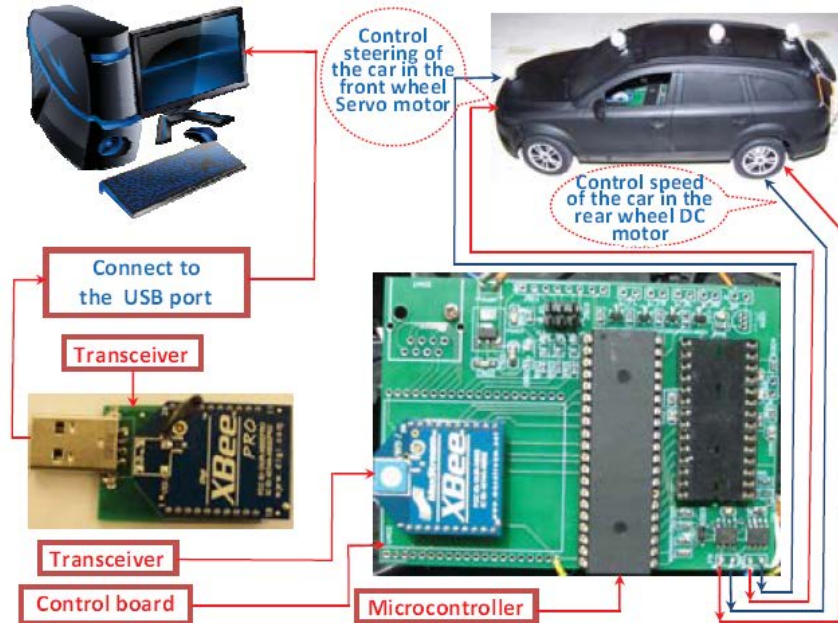 Control
steering of
the car in the
front wheel
Servo motor
Control speed
of the car in the
rear wheel DC
motor
Connect to
the USB port
Transceiver
XBee
PRO
XBee
Transceiver
Control board
Microcontroller